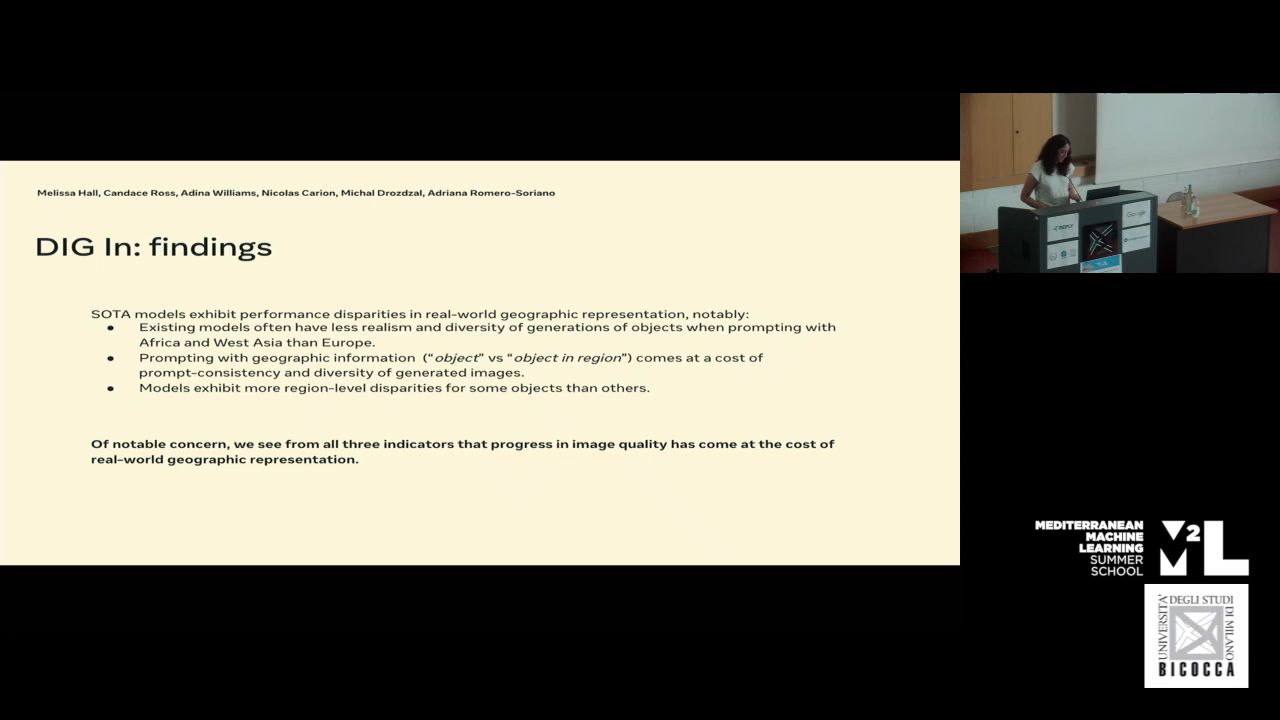 Melissa Hall, Candace Ross, Adina Williams, Nicolas Carion, Michal Drozdzal, Adriana Romero-Soriano
DIG In: findings
SOTA models exhibit performance disparities in real-world geographic representation, notably:
● Existing models often have less realism and diversity of generations of objects when prompting with
Africa and West Asia than Europe.
● Prompting with geographic information (“object” vs “object in region”) comes at a cost of
prompt-consistency and diversity of generated images.
● Models exhibit more region-level disparities for some objects than others.
Of notable concern, we see from all three indicators that progress in image quality has come at the cost of
real-world geographic representation.
Google
MEDITERRANEAN
MACHINE
LEARNING
SUMMER
SCHOOL
M2L
UNIVERSITA'
DEGLI STUDI
DI MILANO
BICOCCA